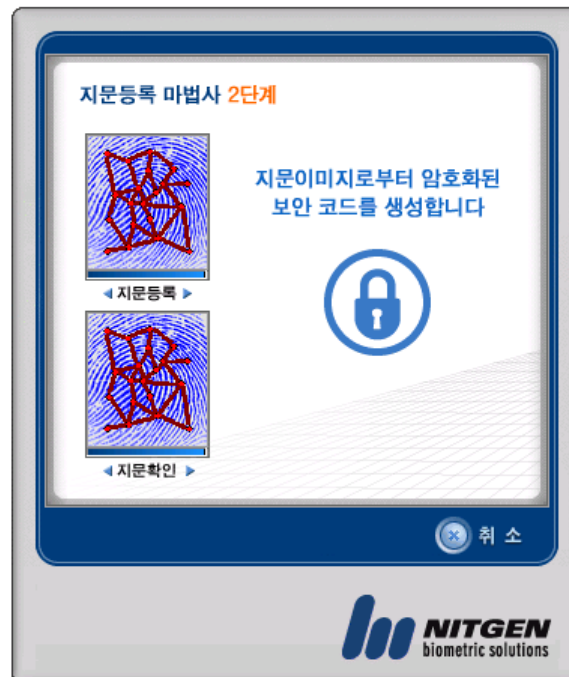 지문등록 마법사 2단계
지문이미지로부터 암호화된
보안 코드를 생성합니다
지문등록
지문확인
취 소
NITGEN
biometric solutions